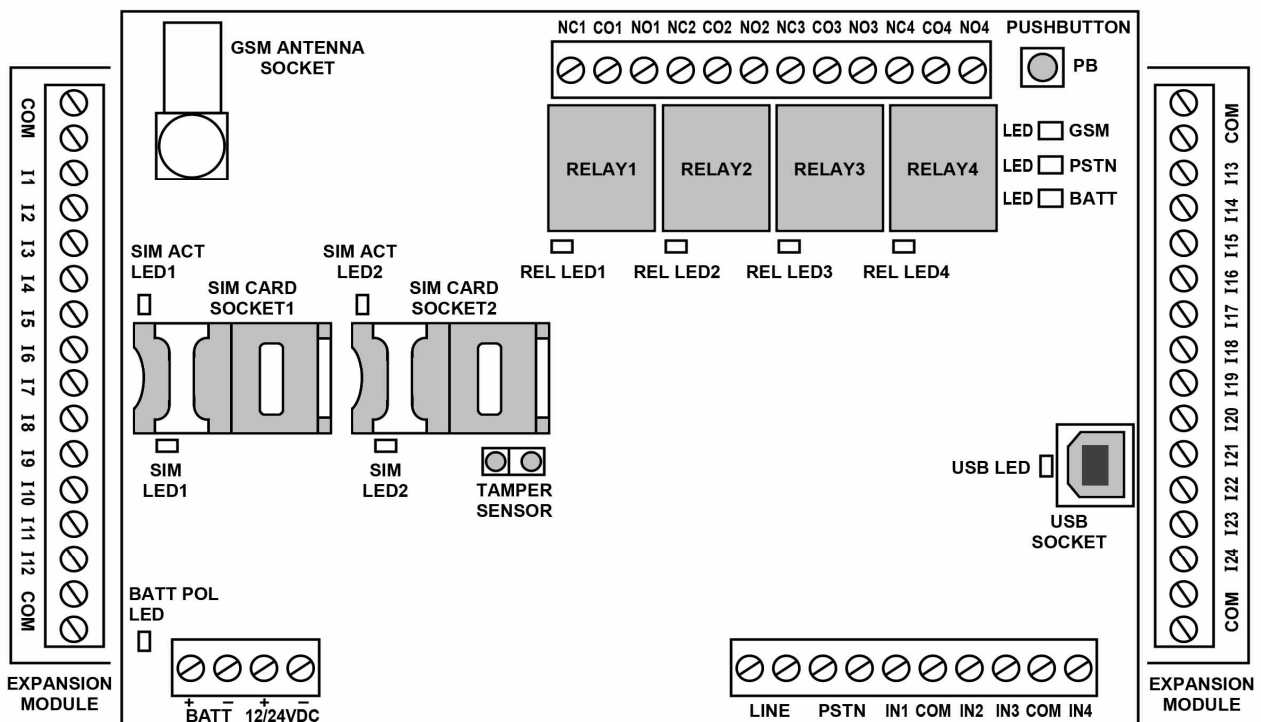 NC1 CO1 NO1 NC2 CO2 NO2 NC3 CO3 NO3 NC4 CO4 NO4
PUSHBUTTON
PB
GSM ANTENNA
SOCKET
RELAY1
RELAY2
RELAY3
RELAY4
LED GSM
LED PSTN
LED BATT
REL LED1
REL LED2
REL LED3
REL LED4
SIM ACT
LED1
SIM CARD
SOCKET1
SIM ACT
LED2
SIM CARD
SOCKET2
SIM
LED1
SIM
LED2
TAMPER
SENSOR
USB LED
USB
SOCKET
BATT POL
LED
+ − + −
BATT 12/24VDC
LINE PSTN IN1 COM IN2 IN3 COM IN4
COM
I1
I2
I3
I4
I5
I6
I7
I8
I9
I10
I11
I12
COM
EXPANSION
MODULE
COM
I13
I14
I15
I16
I17
I18
I19
I20
I21
I22
I23
I24
COM
EXPANSION
MODULE